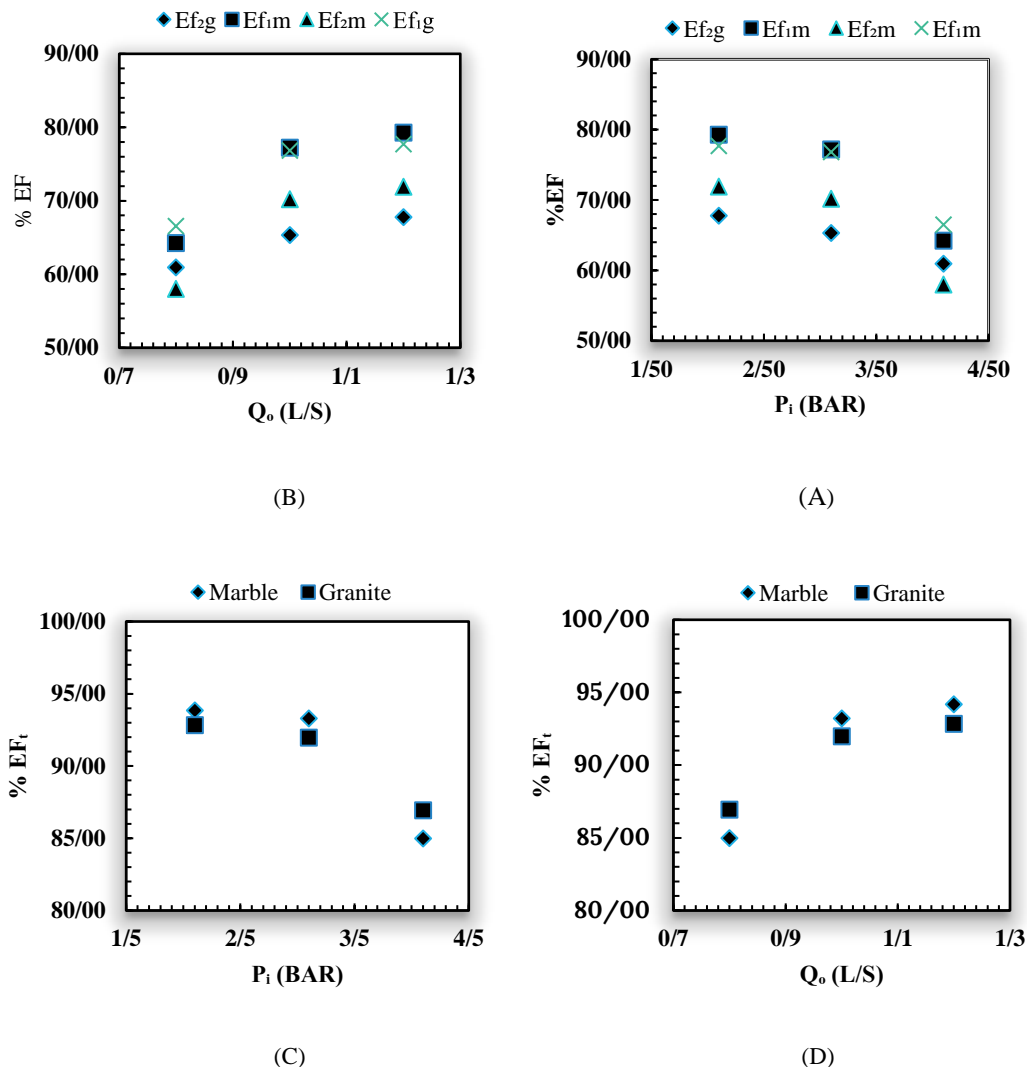 Ef₂g Ef₁m Ef₂m Ef₁g
90/00
80/00
70/00
60/00
50/00
% EF
0/7 0/9 1/1 1/3
Qₒ (L/S)
(B)
Ef₂g Ef₁m Ef₂m Ef₁m
90/00
80/00
70/00
60/00
50/00
%EF
1/50 2/50 3/50 4/50
Pᵢ (BAR)
(A)
Marble Granite
100/00
95/00
90/00
85/00
80/00
% EFₜ
1/5 2/5 3/5 4/5
Pᵢ (BAR)
(C)
Marble Granite
100/00
95/00
90/00
85/00
80/00
% EFₜ
0/7 0/9 1/1 1/3
Qₒ (L/S)
(D)